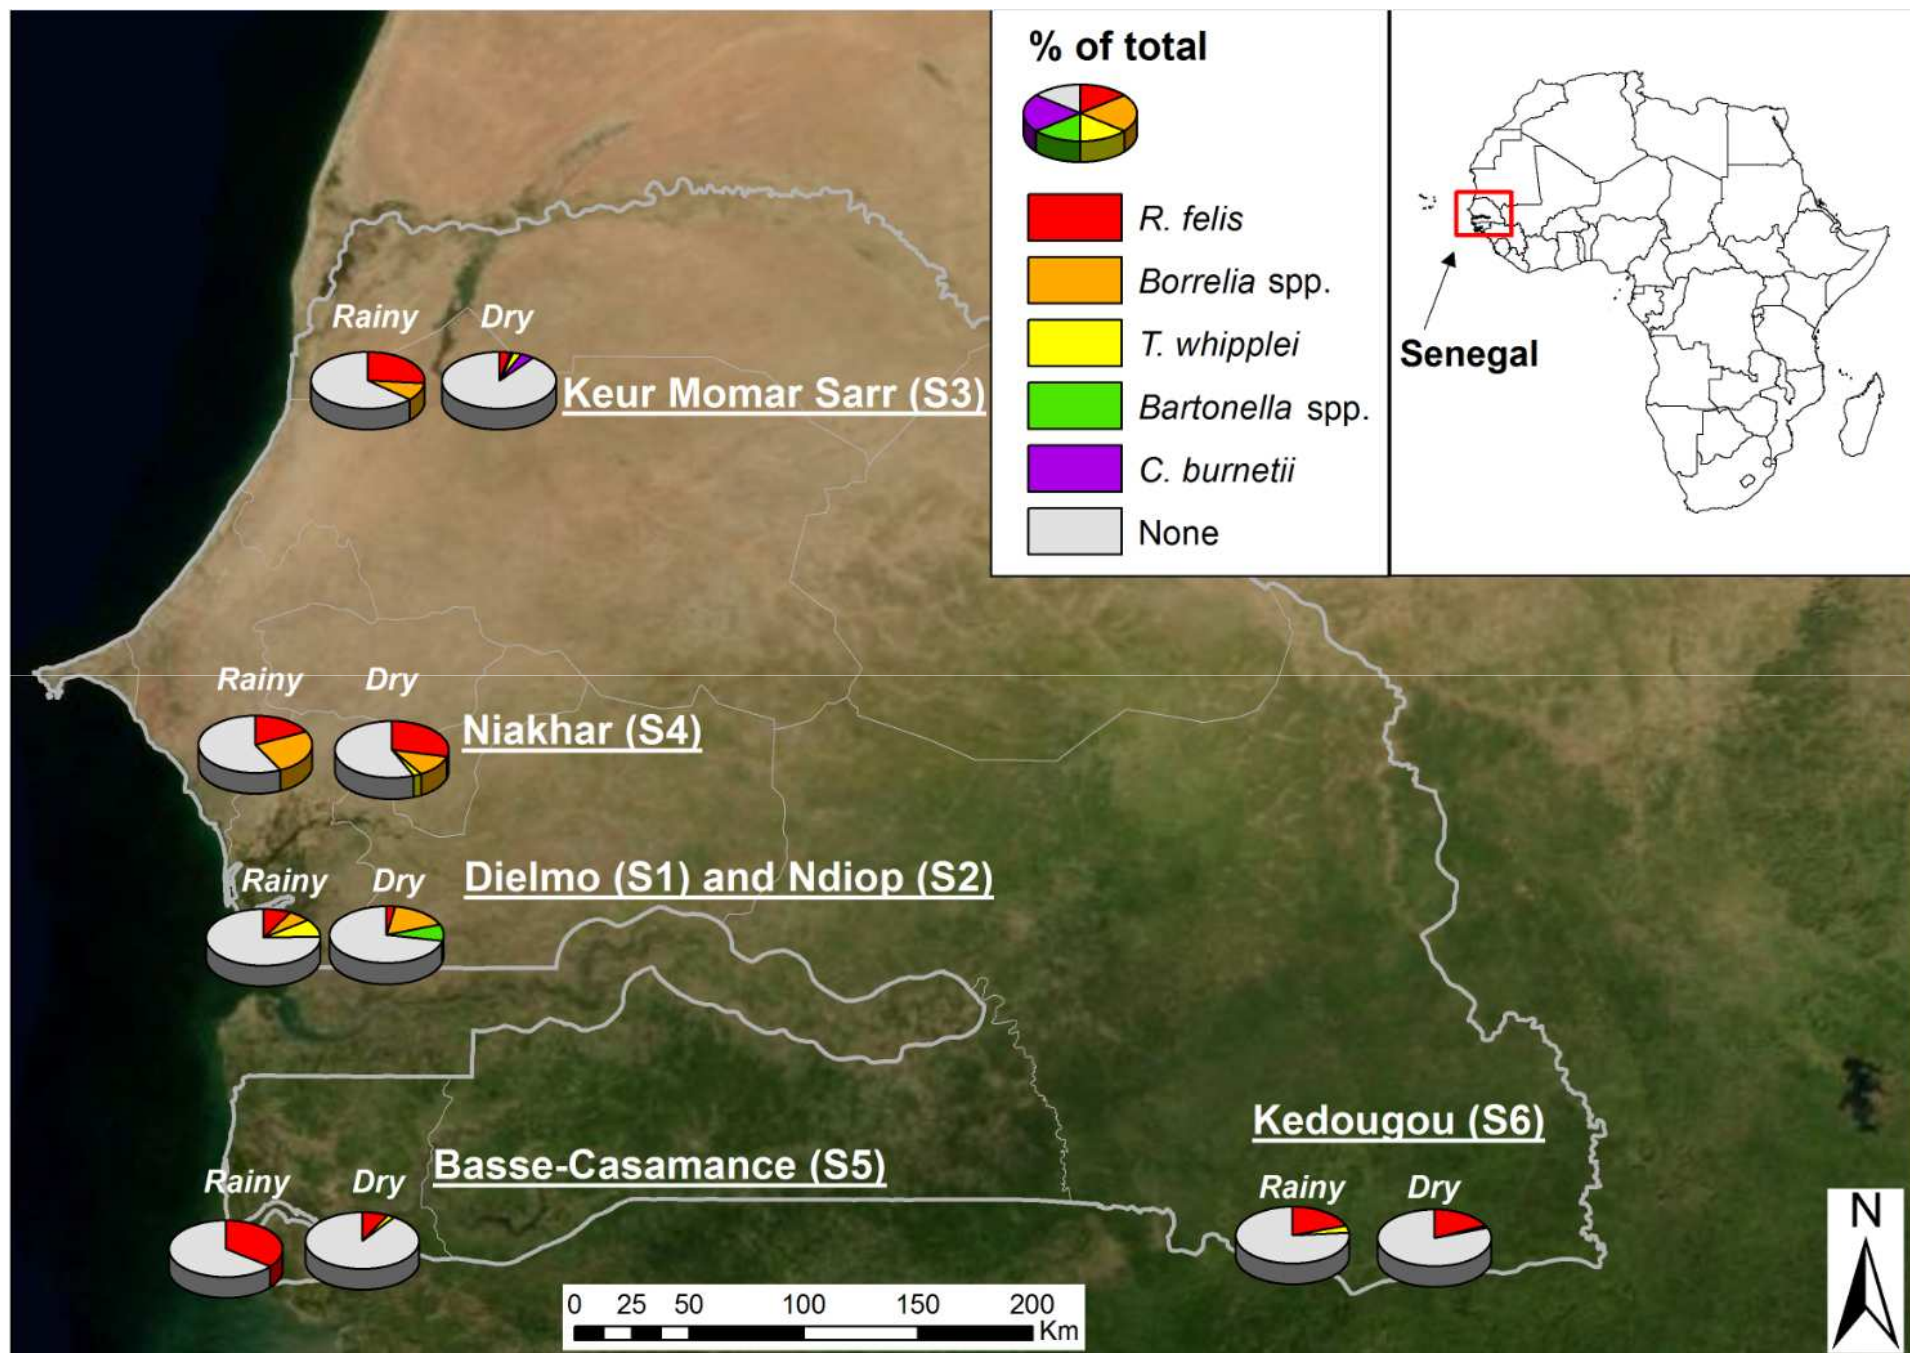 % of total
R. felis
Borrelia spp.
T. whipplei
Bartonella spp.
C. burnetii
None
Senegal
Rainy Dry
Keur Momar Sarr (S3)
Rainy Dry
Niakhar (S4)
Rainy Dry
Dielmo (S1) and Ndiop (S2)
Rainy Dry
Basse-Casamance (S5)
Kedougou (S6)
Rainy Dry
0 25 50 100 150 200
Km
N